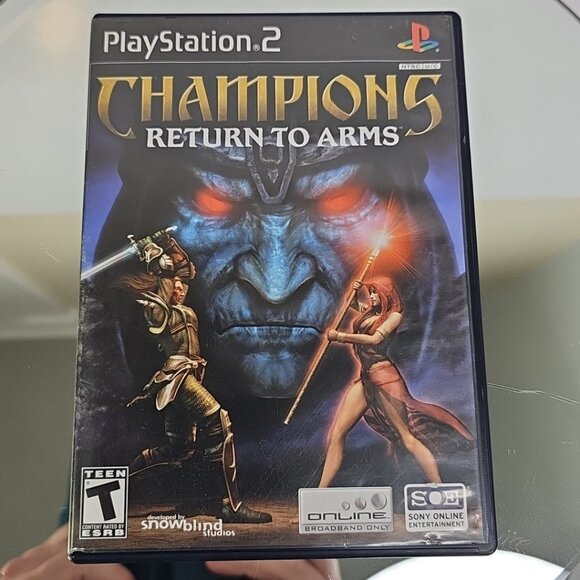 PlayStation®2
NTSC U/C
CHAMPIONS
RETURN TO ARMS™
TEEN
T
CONTENT RATED BY
ESRB
developed by
snowblind
studios
ONLINE
BROADBAND ONLY
SOE
SONY ONLINE
ENTERTAINMENT